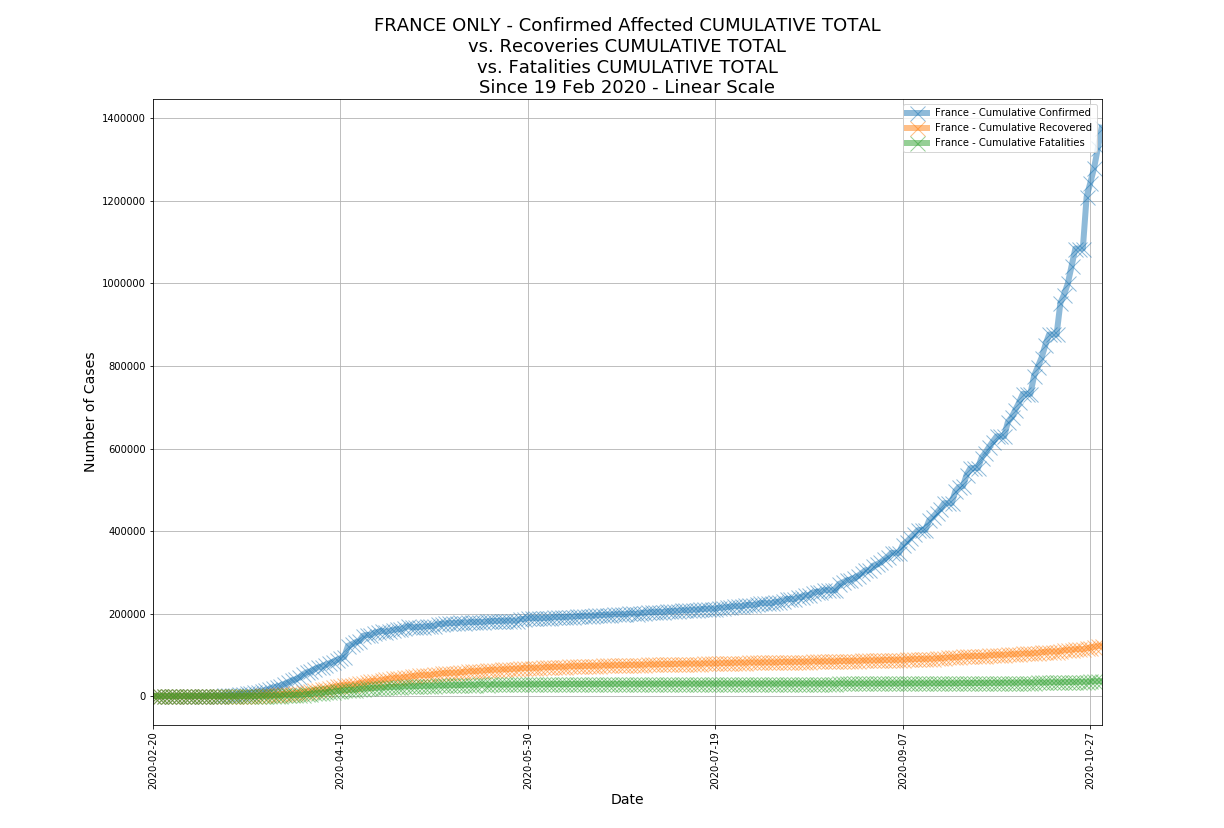 FRANCE ONLY - Confirmed Affected CUMULATIVE TOTAL
vs. Recoveries CUMULATIVE TOTAL
vs. Fatalities CUMULATIVE TOTAL
Since 19 Feb 2020 - Linear Scale
France - Cumulative Confirmed
France - Cumulative Recovered
France - Cumulative Fatalities
Number of Cases
1400000
1200000
1000000
800000
600000
400000
200000
0
2020-02-20
2020-04-10
2020-05-30
2020-07-19
2020-09-07
2020-10-27
Date